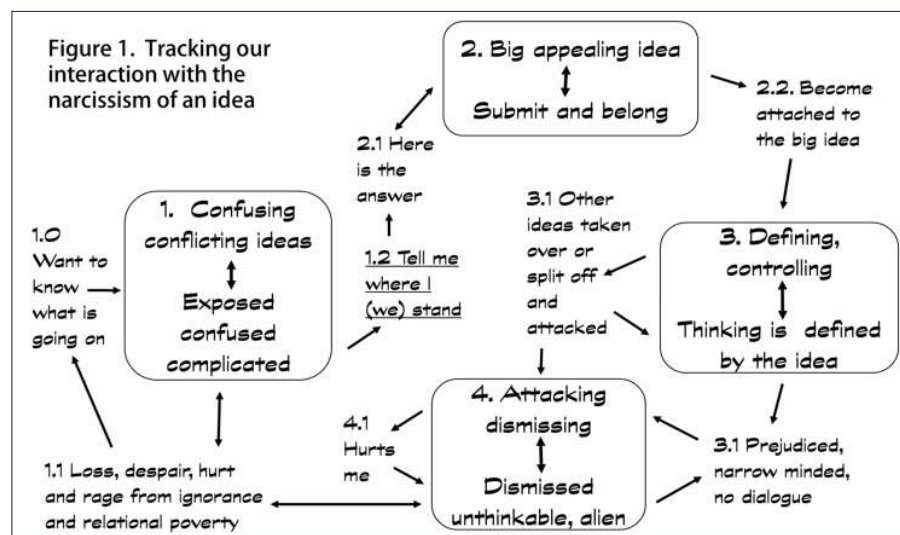 Figure 1. Tracking our
interaction with the
narcissism of an idea
2. Big appealing idea
Submit and belong
2.2. Become
attached to
the big idea
2.1 Here
is the
answer
1. Confusing
conflicting ideas
Exposed
confused
complicated
1.0
Want to
know
what is
going on
1.2 Tell me
where I
(we) stand
3.1 Other
ideas taken
over or
split off
and
attacked
3. Defining,
controlling
Thinking is defined
by the idea
4. Attacking
dismissing
Dismissed
unthinkable, alien
4.1
Hurts
me
3.1 Prejudiced,
narrow minded,
no dialogue
1.1 Loss, despair, hurt
and rage from ignorance
and relational poverty